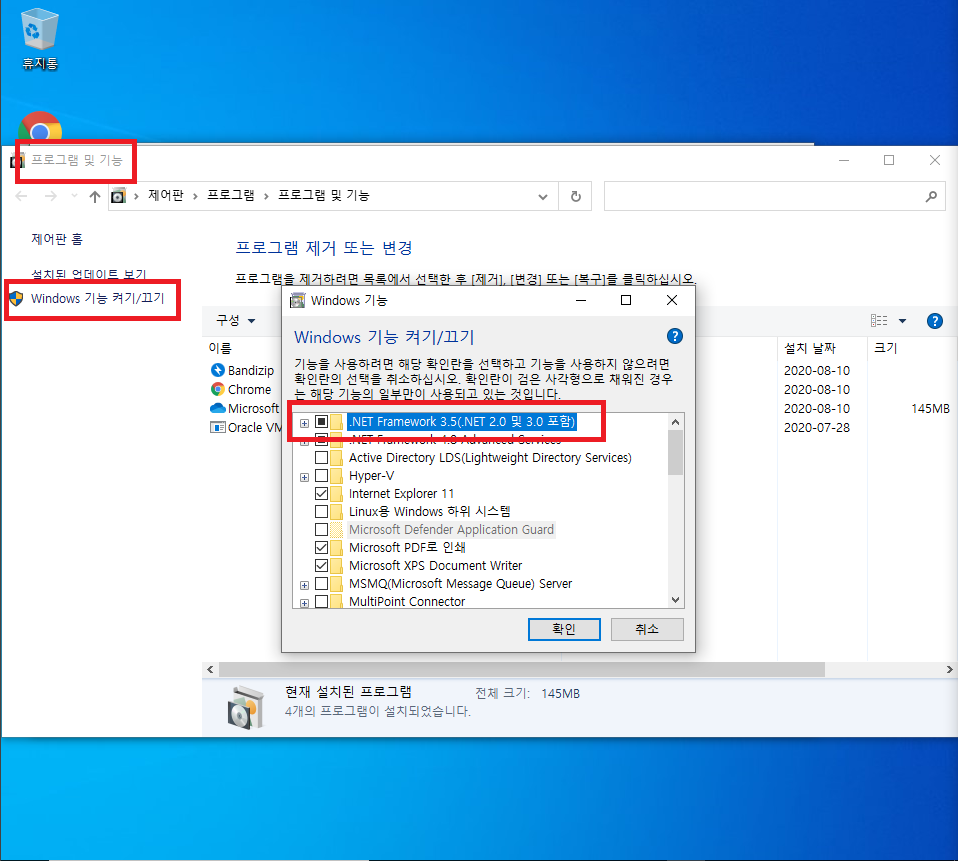 휴지통
프로그램 및 기능
제어판 › 프로그램 › 프로그램 및 기능
제어판 홈
설치된 업데이트 보기
Windows 기능 켜기/끄기
프로그램 제거 또는 변경
프로그램을 제거하려면 목록에서 선택한 후 [제거], [변경] 또는 [복구]를 클릭하십시오.
구성
이름
설치 날짜
크기
Bandizip
2020-08-10
Chrome
2020-08-10
Microsoft
2020-08-10
145MB
Oracle VM
2020-07-28
Windows 기능
Windows 기능 켜기/끄기
기능을 사용하려면 해당 확인란을 선택하고 기능을 사용하지 않으려면
확인란의 선택을 취소하십시오. 확인란이 검은 사각형으로 채워진 경우
는 해당 기능의 일부만이 사용되고 있는 것입니다.
.NET Framework 3.5(.NET 2.0 및 3.0 포함)
.NET Framework 4.8 Advanced Services
Active Directory LDS(Lightweight Directory Services)
Hyper-V
Internet Explorer 11
Linux용 Windows 하위 시스템
Microsoft Defender Application Guard
Microsoft PDF로 인쇄
Microsoft XPS Document Writer
MSMQ(Microsoft Message Queue) Server
MultiPoint Connector
확인
취소
현재 설치된 프로그램
전체 크기: 145MB
4개의 프로그램이 설치되었습니다.